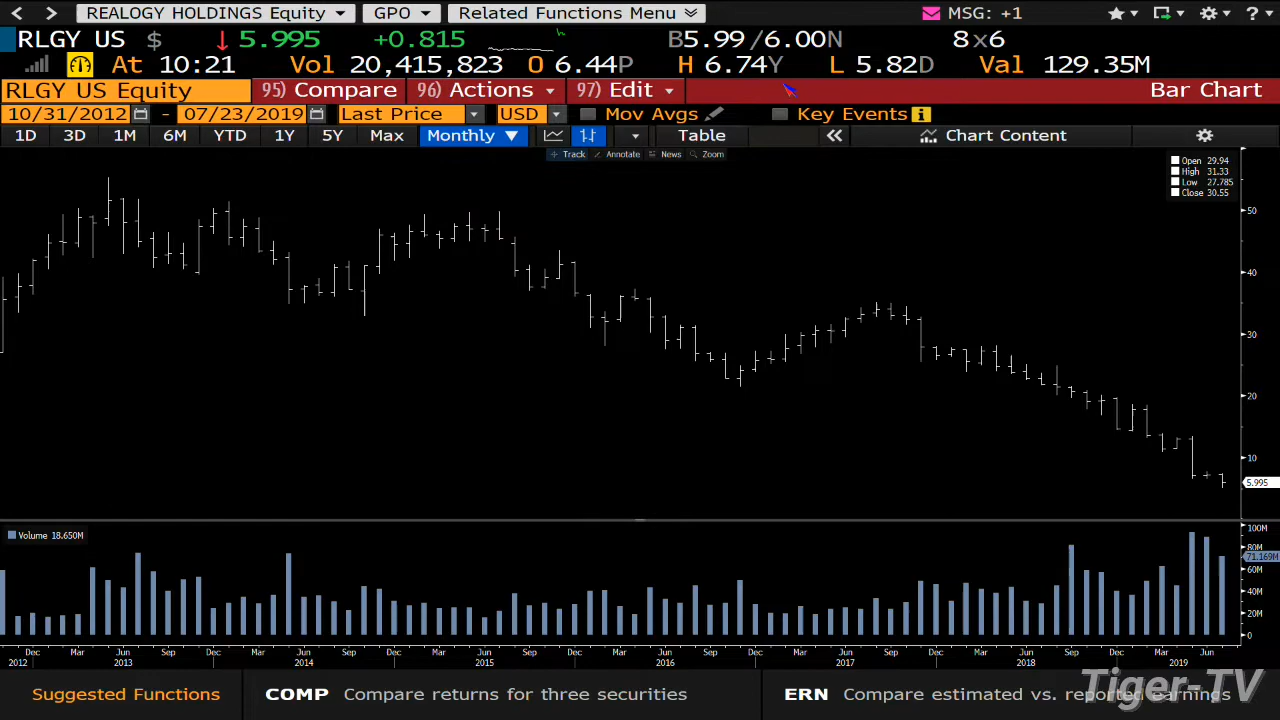 REALOGY HOLDINGS Equity GPO Related Functions Menu MSG: +1 ?
RLGY US $ ↓ 5.995 +0.815 B5.99/6.00N 8x6
At 10:21 Vol 20,415,823 O 6.44P H 6.74Y L 5.82D Val 129.35M
RLGY US Equity 95) Compare 96) Actions 97) Edit Bar Chart
10/31/2012 - 07/23/2019 Last Price USD Mov Avgs Key Events i
1D 3D 1M 6M YTD 1Y 5Y Max Monthly ▼ Table « Chart Content
Track Annotate News Zoom
Open 29.94
High 31.33
Low 27.785
Close 30.55
50
40
30
20
10
5.995
Volume 18.650M
100M
80M
71.169M
60M
40M
20M
0
Dec Mar Jun Sep Dec Mar Jun Sep Dec Mar Jun Sep Dec Mar Jun Sep Dec Mar Jun Sep Dec Mar Jun Sep Dec Mar Jun
2012 2013 2014 2015 2016 2017 2018 2019
Suggested Functions COMP Compare returns for three securities ERN Compare estimated vs. reported earnings
Tiger-TV